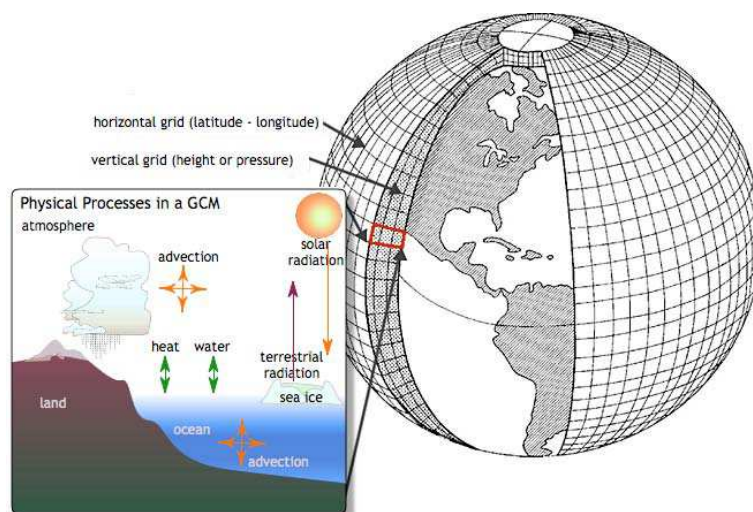 horizontal grid (latitude - longitude)
vertical grid (height or pressure)
Physical Processes in a GCM
atmosphere
solar
radiation
advection
heat
water
terrestrial
radiation
sea ice
land
ocean
advection